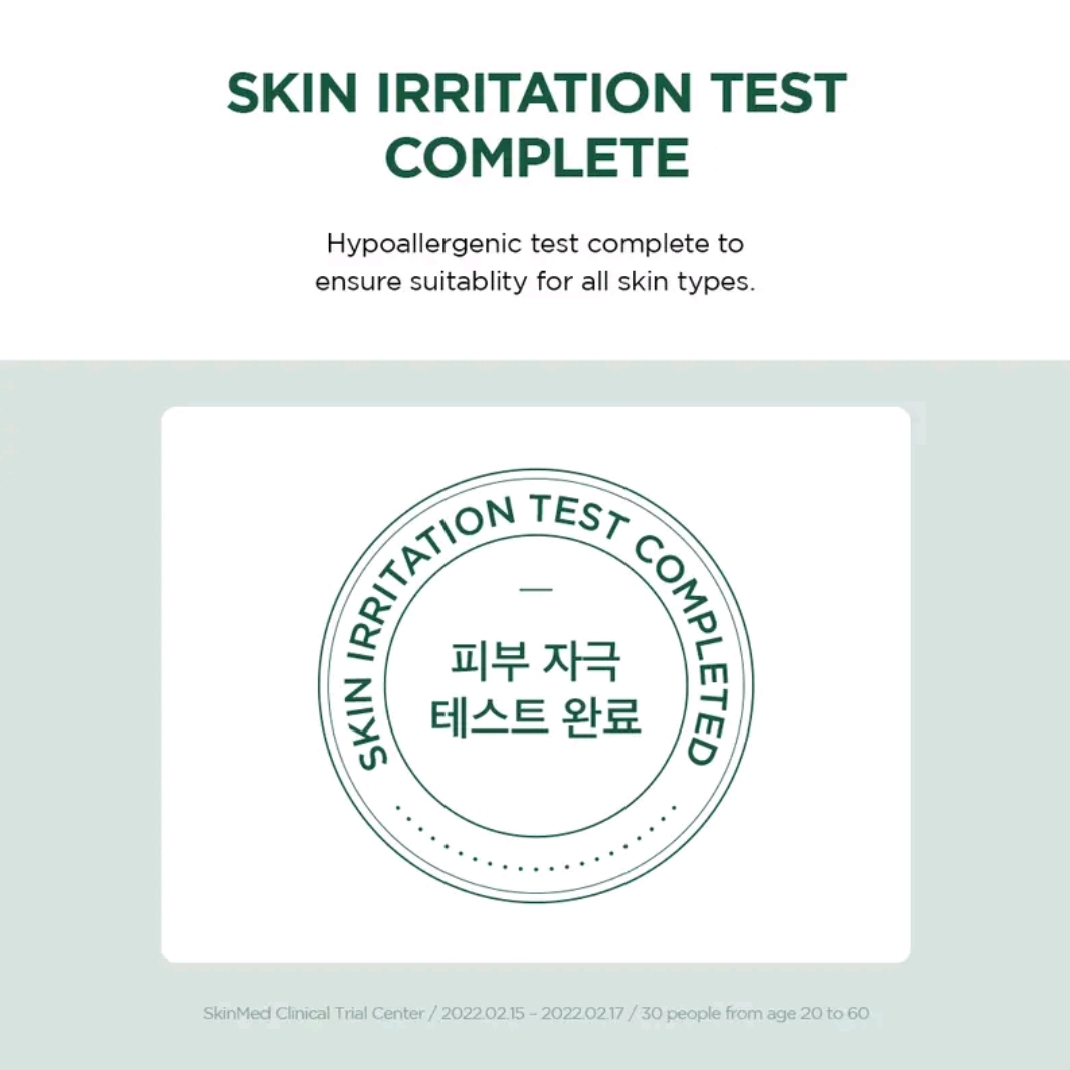 SKIN IRRITATION TEST
COMPLETE
Hypoallergenic test complete to
ensure suitablity for all skin types.
SKIN IRRITATION TEST COMPLETED
피부 자극
테스트 완료
SkinMed Clinical Trial Center / 2022.02.15 – 2022.02.17 / 30 people from age 20 to 60